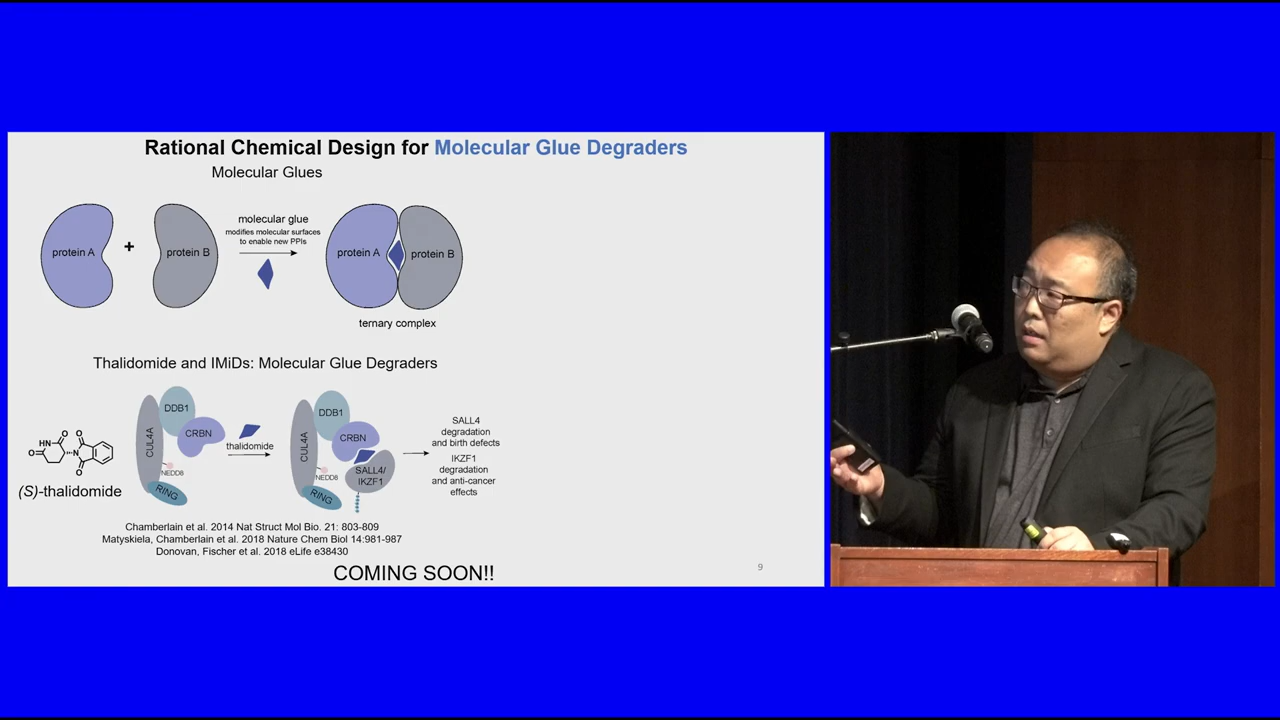 Rational Chemical Design for Molecular Glue Degraders
Molecular Glues
protein A
+
protein B
molecular glue
modifies molecular surfaces
to enable new PPIs
protein A
protein B
ternary complex
Thalidomide and IMiDs: Molecular Glue Degraders
HN
O
O
N
O
O
(S)-thalidomide
CUL4A
DDB1
CRBN
NEDD8
RING
thalidomide
CUL4A
DDB1
CRBN
NEDD8
SALL4/
IKZF1
RING
SALL4
degradation
and birth defects
IKZF1
degradation
and anti-cancer
effects
Chamberlain et al. 2014 Nat Struct Mol Bio. 21: 803-809
Matyskiela, Chamberlain et al. 2018 Nature Chem Biol 14:981-987
Donovan, Fischer et al. 2018 eLife e38430
COMING SOON!!
9